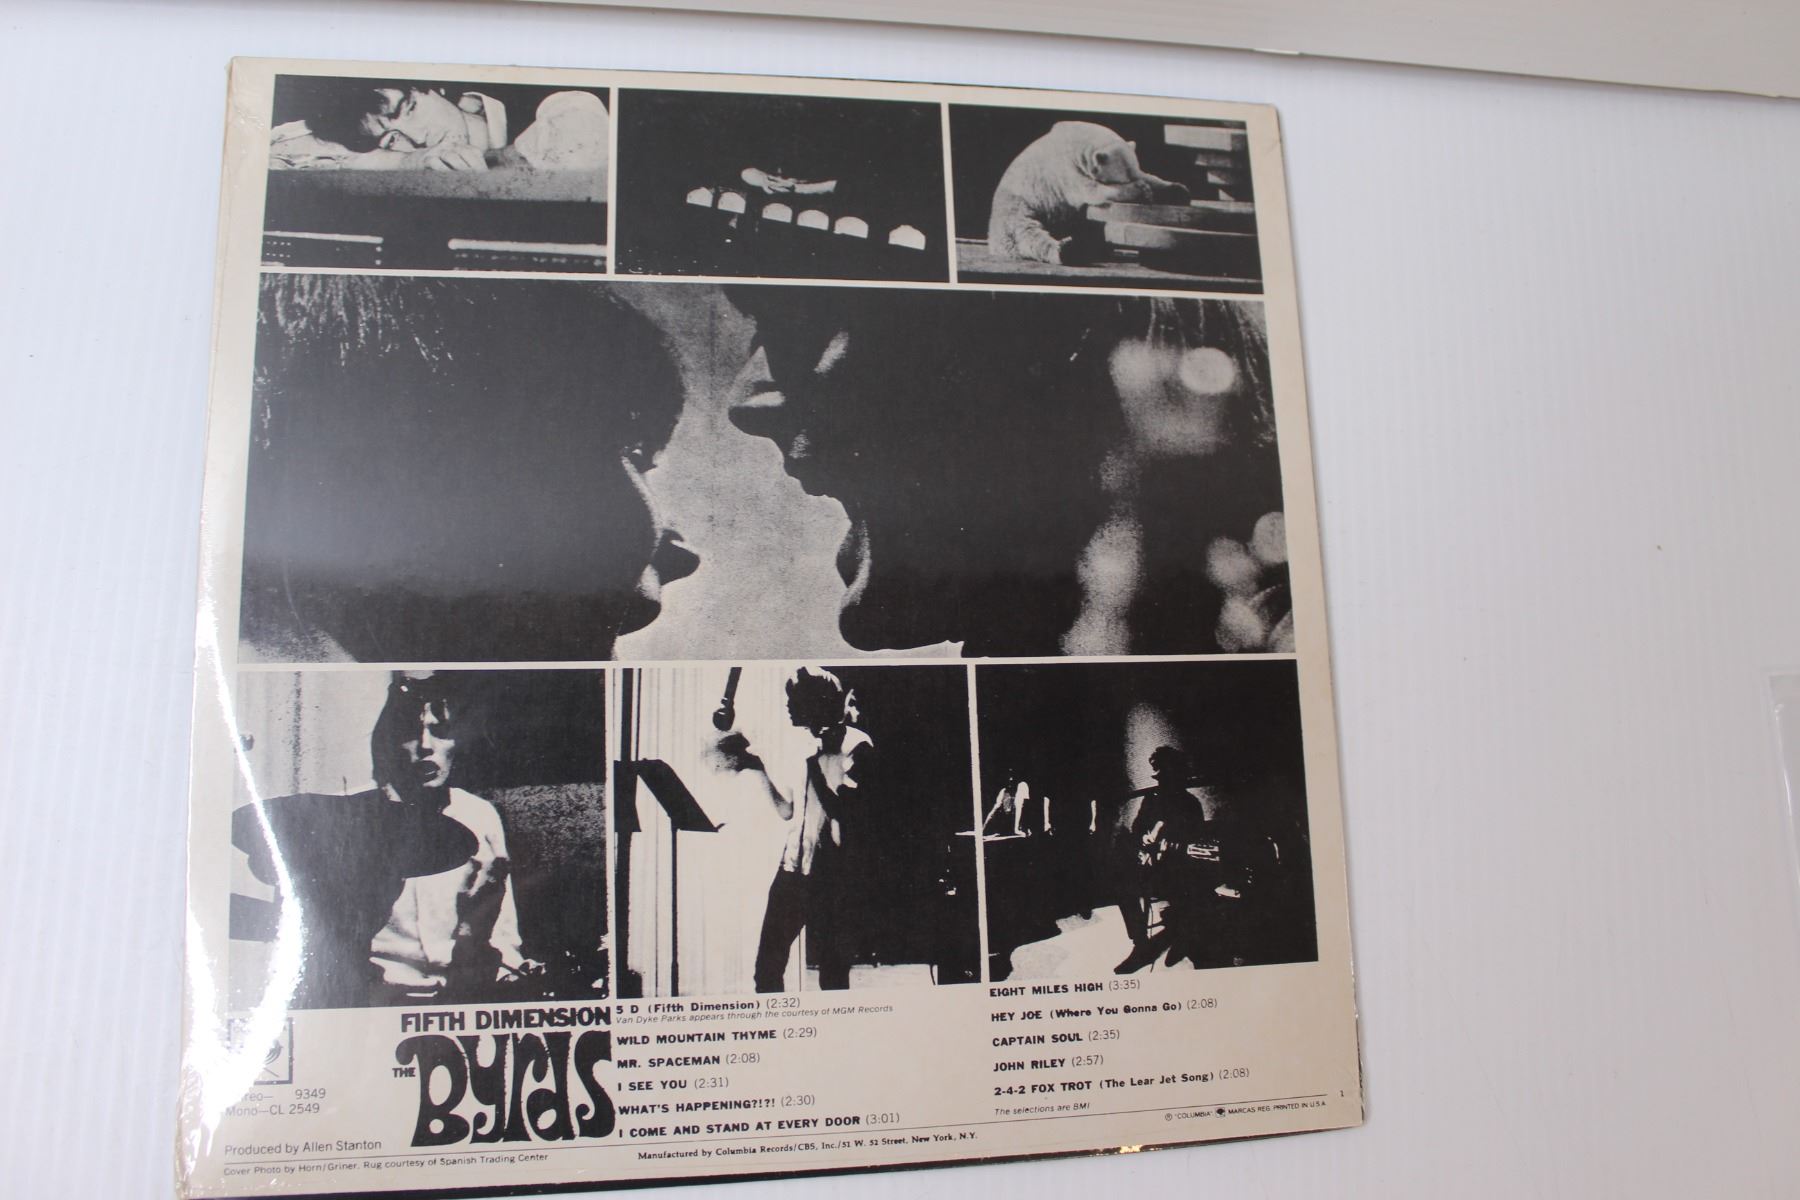 FIFTH DIMENSION
THE BYRDS
9349
Mono—CL 2549
Produced by Allen Stanton
Cover Photo by Horn/Griner. Rug courtesy of Spanish Trading Center
5 D (Fifth Dimension) (2:32)
Van Dyke Parks appears through the courtesy of MGM Records
WILD MOUNTAIN THYME (2:29)
MR. SPACEMAN (2:08)
I SEE YOU (2:31)
WHAT'S HAPPENING?!?! (2:30)
I COME AND STAND AT EVERY DOOR (3:01)
EIGHT MILES HIGH (3:35)
HEY JOE (Where You Gonna Go) (2:08)
CAPTAIN SOUL (2:35)
JOHN RILEY (2:57)
2-4-2 FOX TROT (The Lear Jet Song) (2:08)
The selections are BMI
1
Manufactured by Columbia Records/CBS, Inc./51 W. 52 Street, New York, N.Y.
℗ "COLUMBIA" MARCAS REG. PRINTED IN U.S.A.